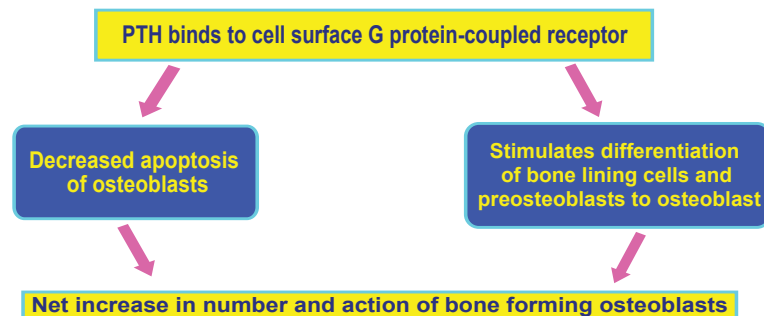 PTH binds to cell surface G protein-coupled receptor
Decreased apoptosis
of osteoblasts
Stimulates differentiation
of bone lining cells and
preosteoblasts to osteoblast
Net increase in number and action of bone forming osteoblasts